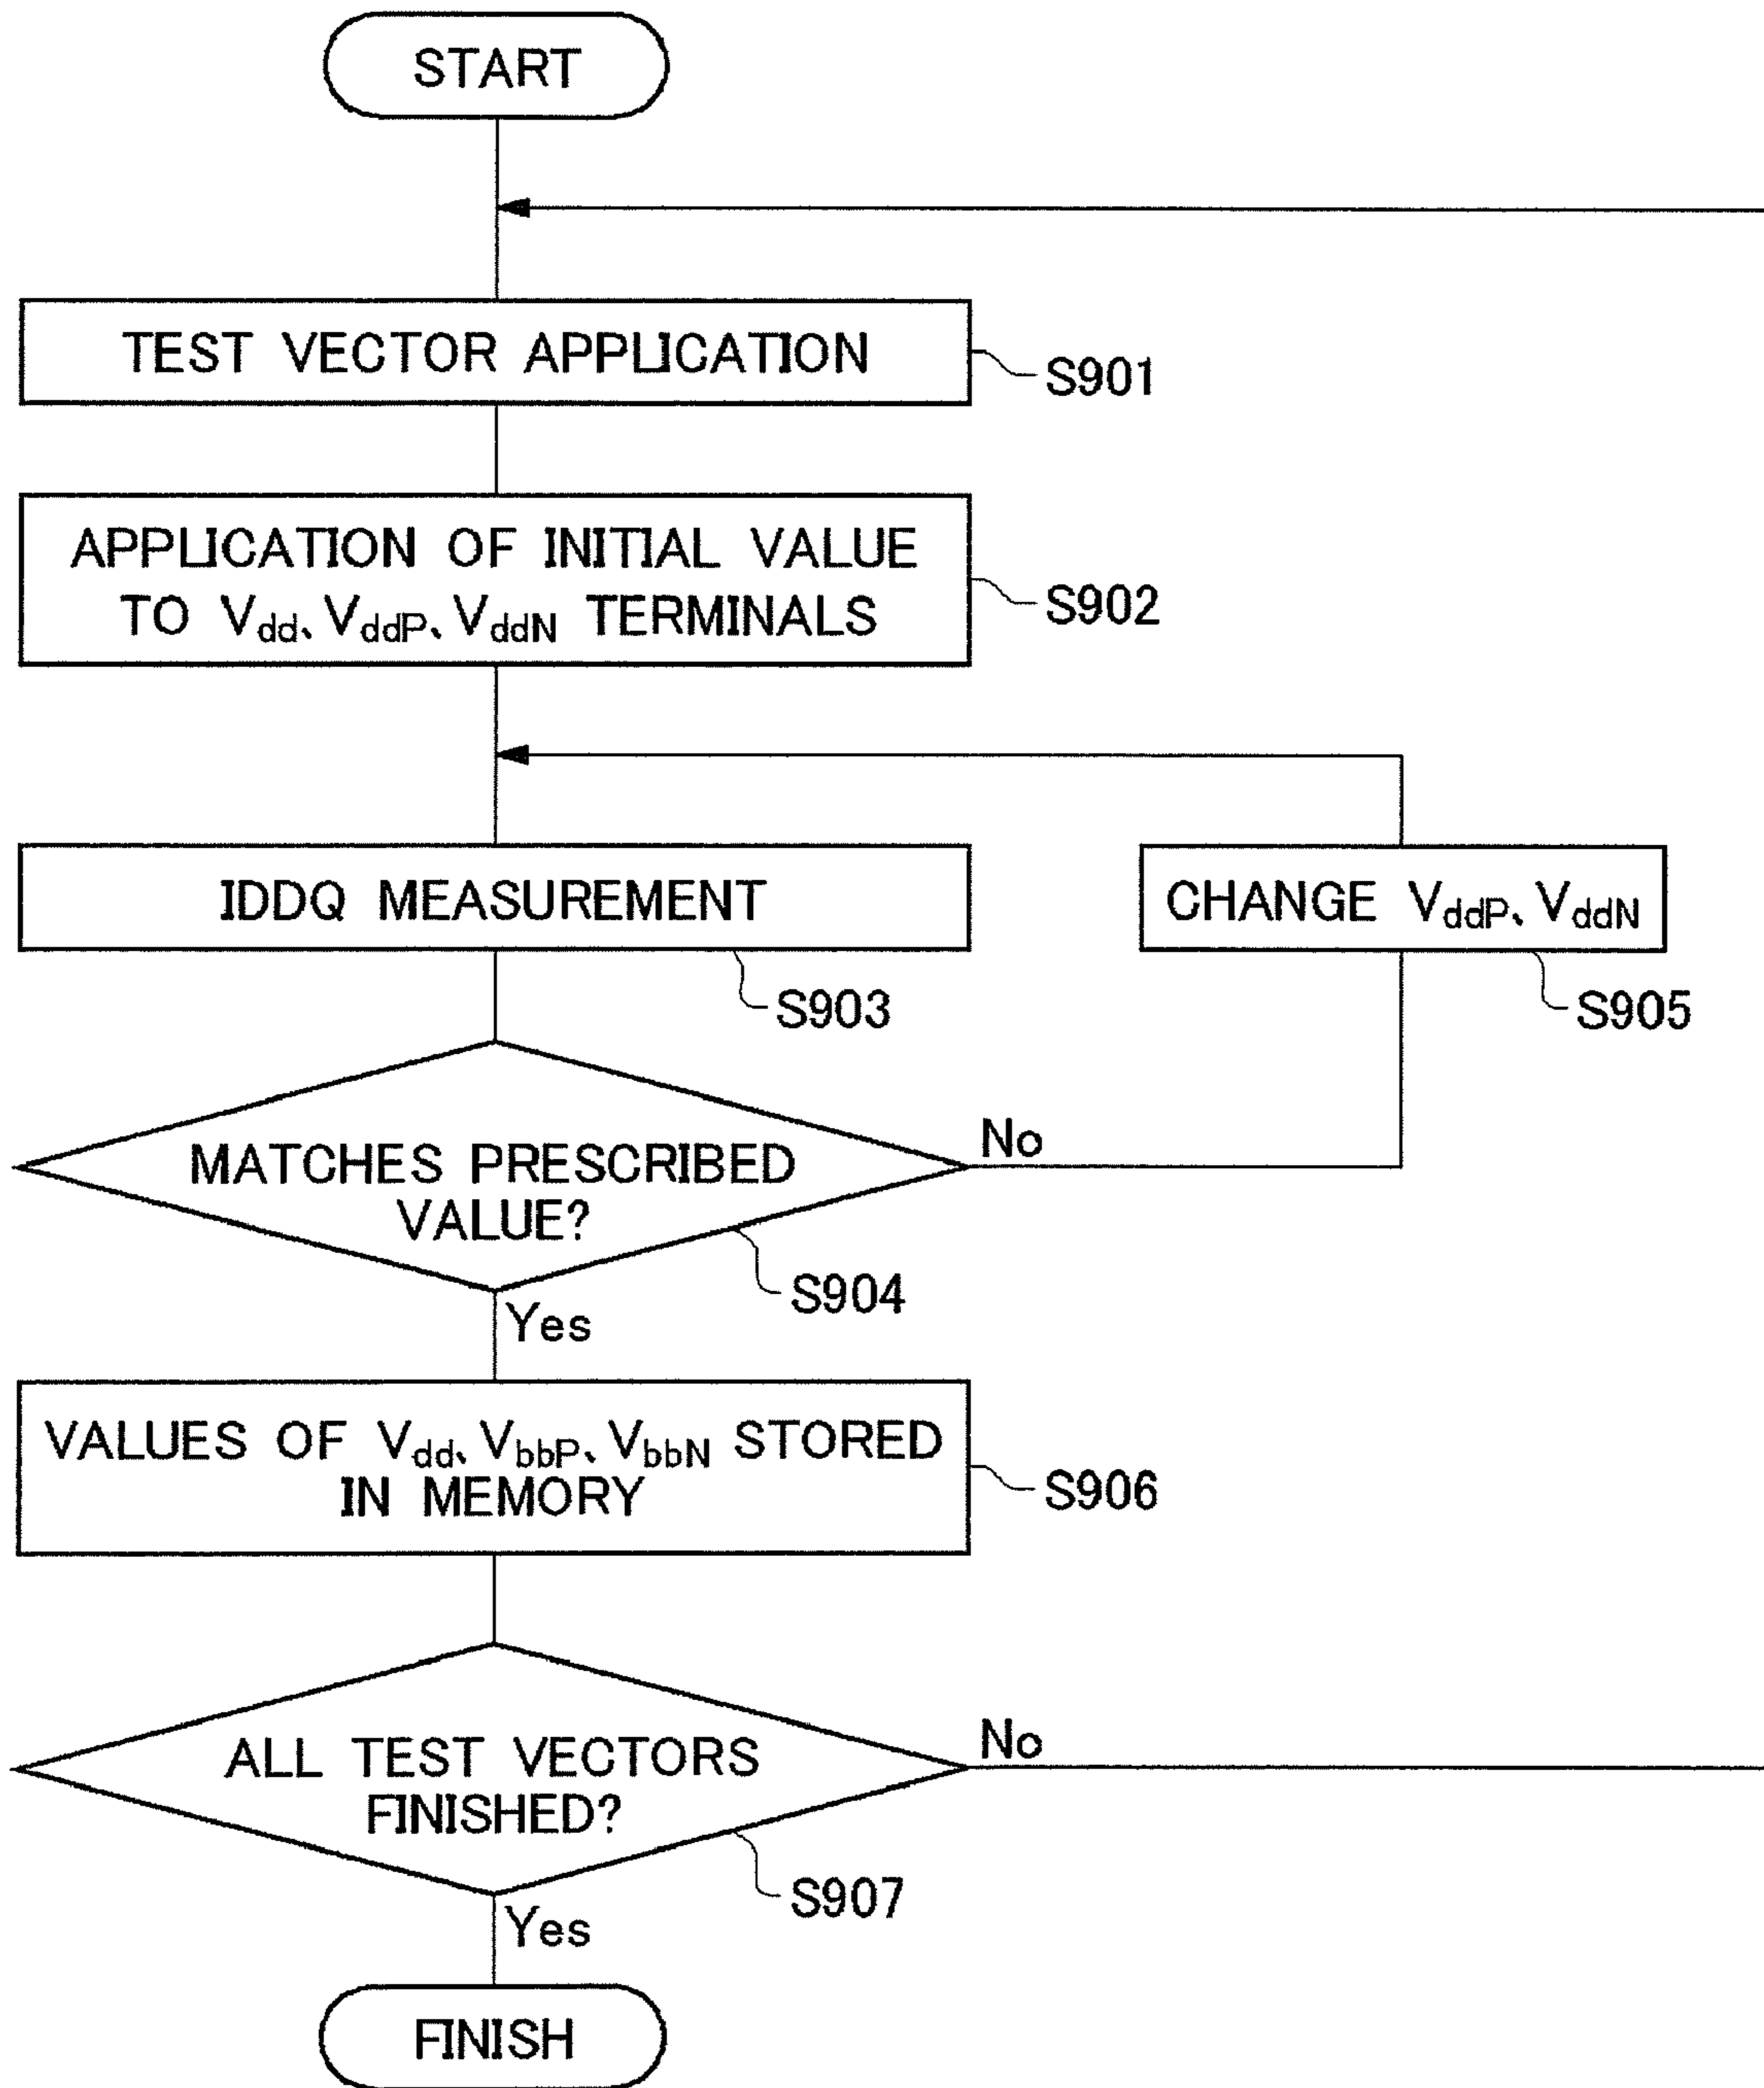 START
TEST VECTOR APPLICATION
S901
APPLICATION OF INITIAL VALUE
TO Vdd、VddP、VddN TERMINALS
S902
IDDQ MEASUREMENT
S903
CHANGE VddP、VddN
S905
MATCHES PRESCRIBED
VALUE?
No
S904
Yes
VALUES OF Vdd、VbbP、VbbN STORED
IN MEMORY
S906
ALL TEST VECTORS
FINISHED?
No
S907
Yes
FINISH